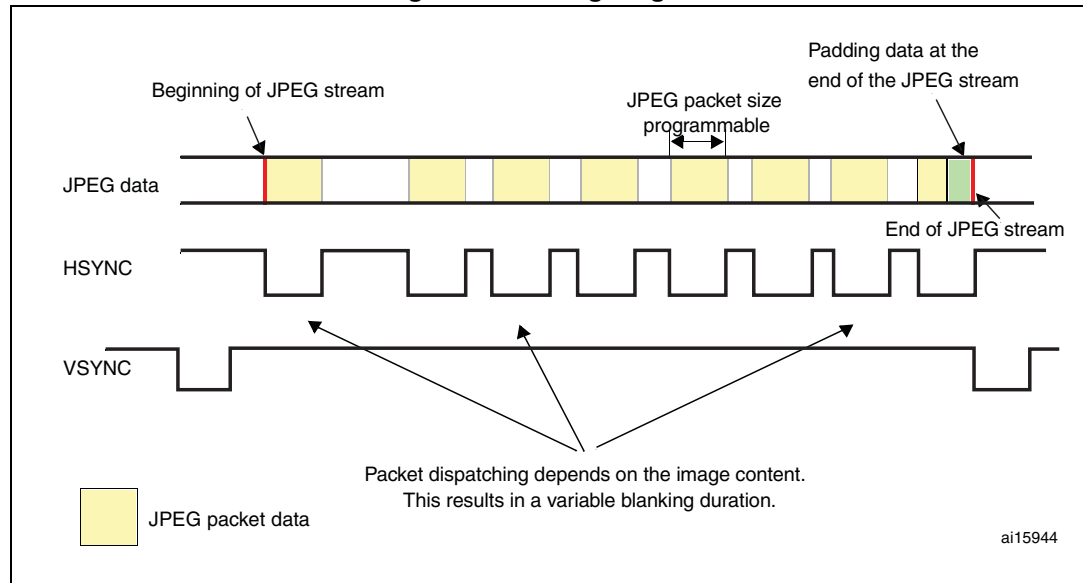 Padding data at the
end of the JPEG stream
Beginning of JPEG stream
JPEG packet size
programmable
JPEG data
End of JPEG stream
HSYNC
VSYNC
Packet dispatching depends on the image content.
This results in a variable blanking duration.
JPEG packet data
ai15944